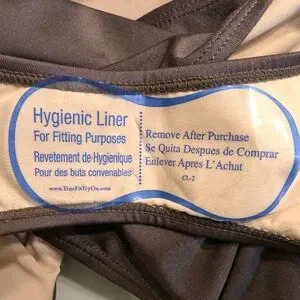 Hygienic Liner
For Fitting Purposes
Revetement de Hygienique
Pour des buts convenables
www.TrueFitTryOn.com
Remove After Purchase
Se Quita Despues de Comprar
Enlever Apres L'Achat
CL-2